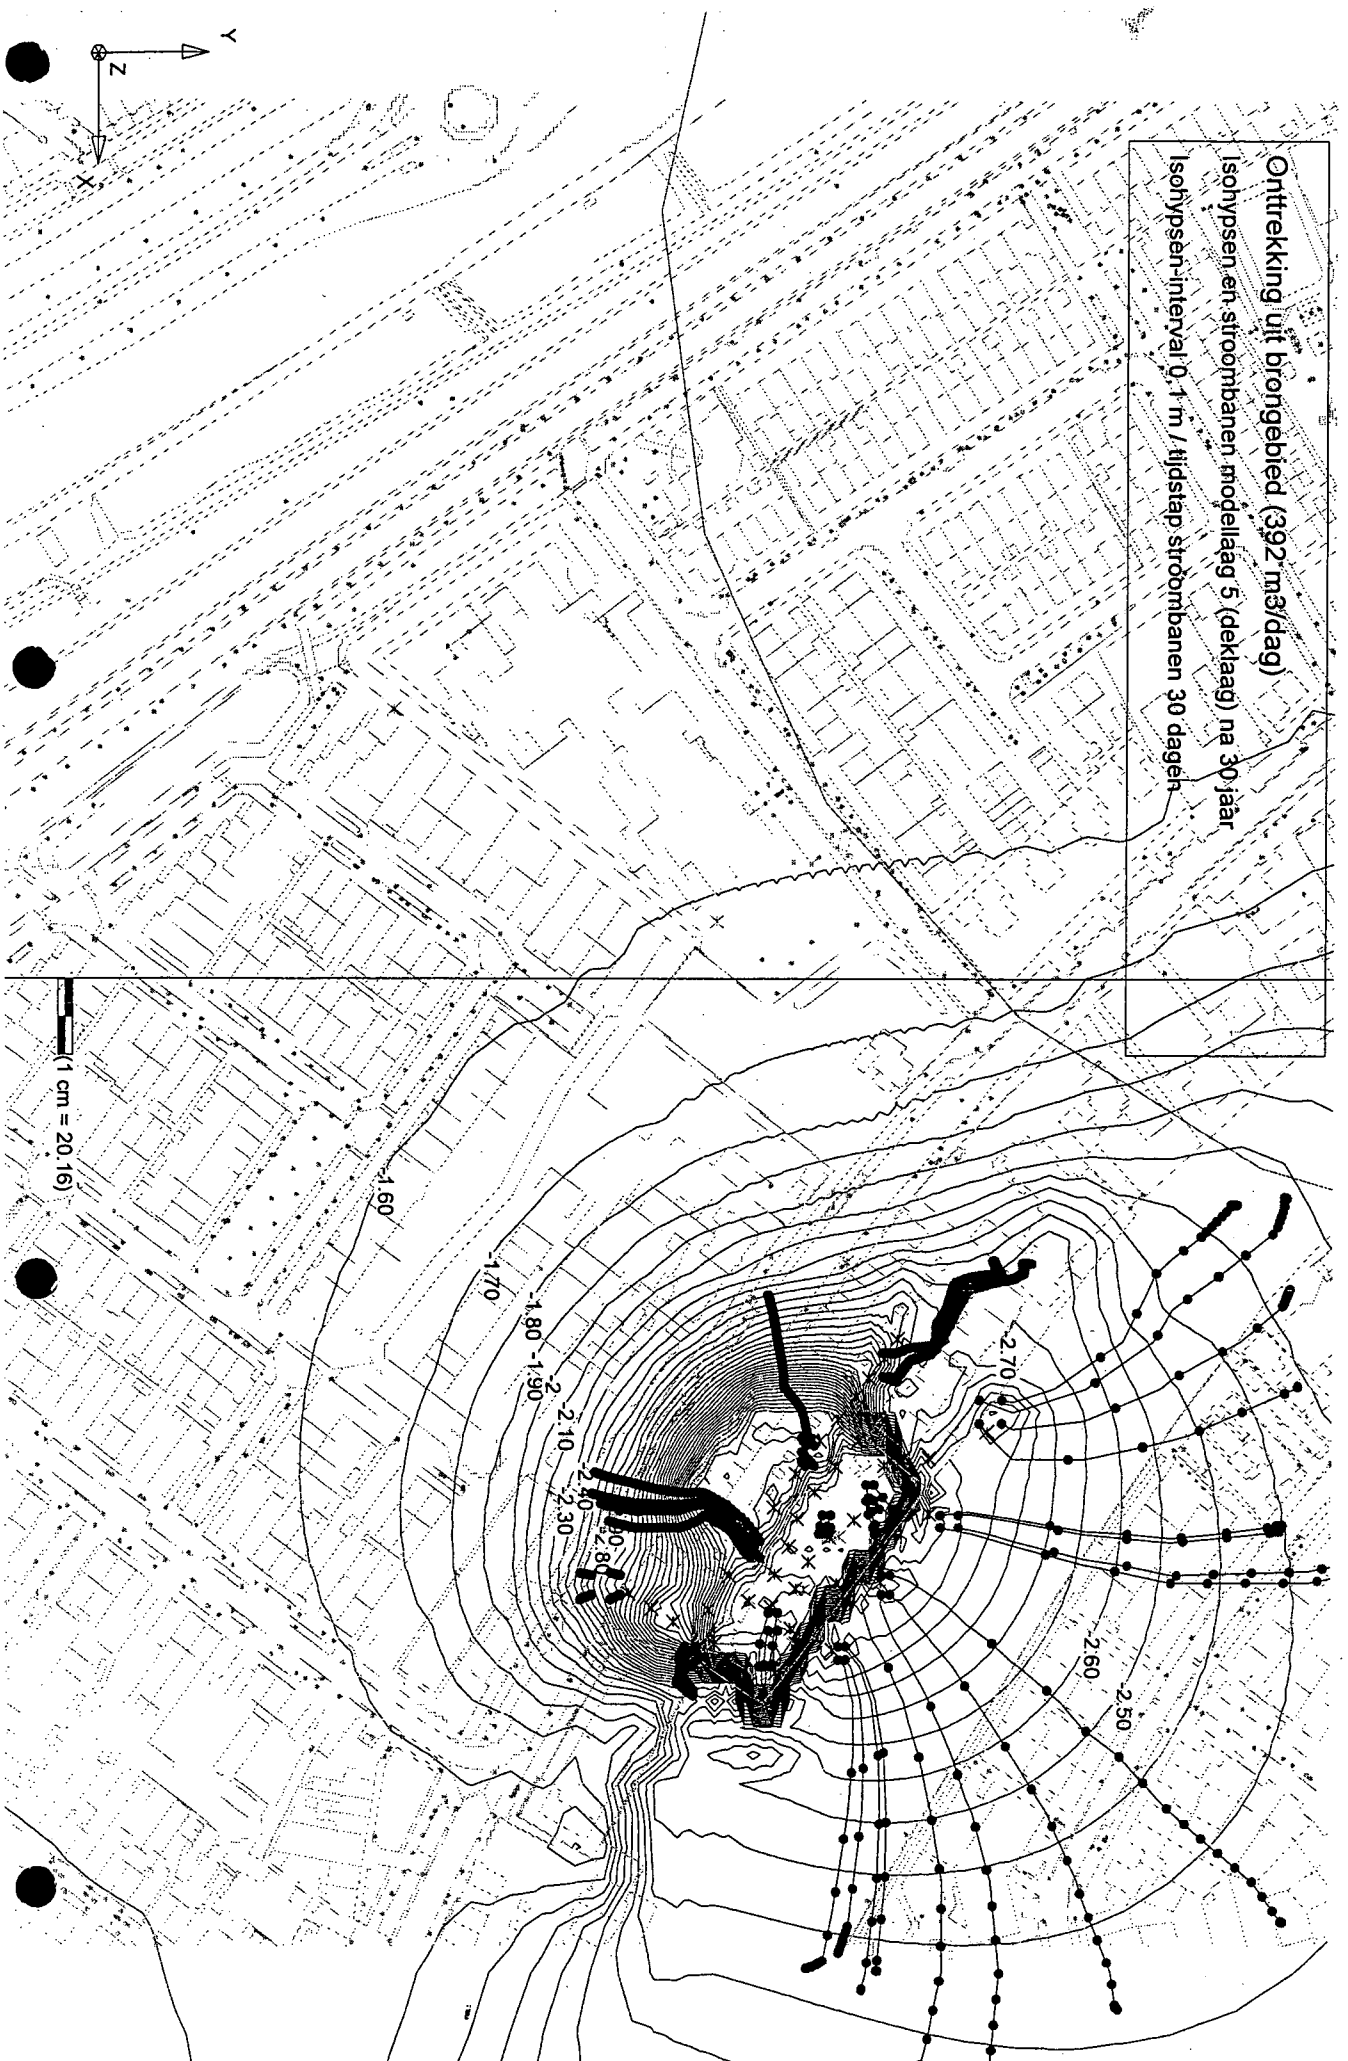 Onttrekking uit brongebied (392 m3/dag)
Isohypsen en stroombanen modellaag 5 (deklaag) na 30 jaar
Isohypsen-interval 0.1 m / tijdstap stroombanen 30 dagen
Y
Z
X
(1 cm = 20.16)
-1.60
-1.70
-1.80
-1.90
-2
-2.10
-2.30
-2.40
-2.70
-2.60
-2.50